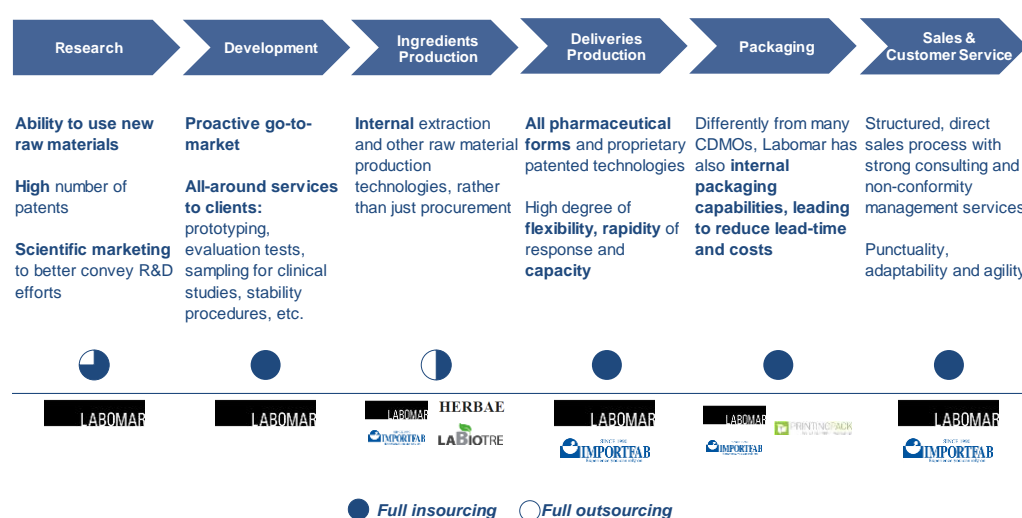 Research
Development
Ingredients
Production
Deliveries
Production
Packaging
Sales &
Customer Service
Ability to use new
raw materials
High number of
patents
Scientific marketing
to better convey R&D
efforts
Proactive go-to-
market
All-around services
to clients:
prototyping,
evaluation tests,
sampling for clinical
studies, stability
procedures, etc.
Internal extraction
and other raw material
production
technologies, rather
than just procurement
All pharmaceutical
forms and proprietary
patented technologies
High degree of
flexibility, rapidity of
response and
capacity
Differently from many
CDMOs, Labomar has
also internal
packaging
capabilities, leading
to reduce lead-time
and costs
Structured, direct
sales process with
strong consulting and
non-conformity
management services
Punctuality,
adaptability and agility
LABOMAR
LABOMAR
LABOMAR
HERBAE
IMPORTFAB
LABIOTRE
LABOMAR
SINCE 1990
IMPORTFAB
LABOMAR
PRINTINGPACK
IMPORTFAB
LABOMAR
SINCE 1990
IMPORTFAB
Full insourcing
Full outsourcing